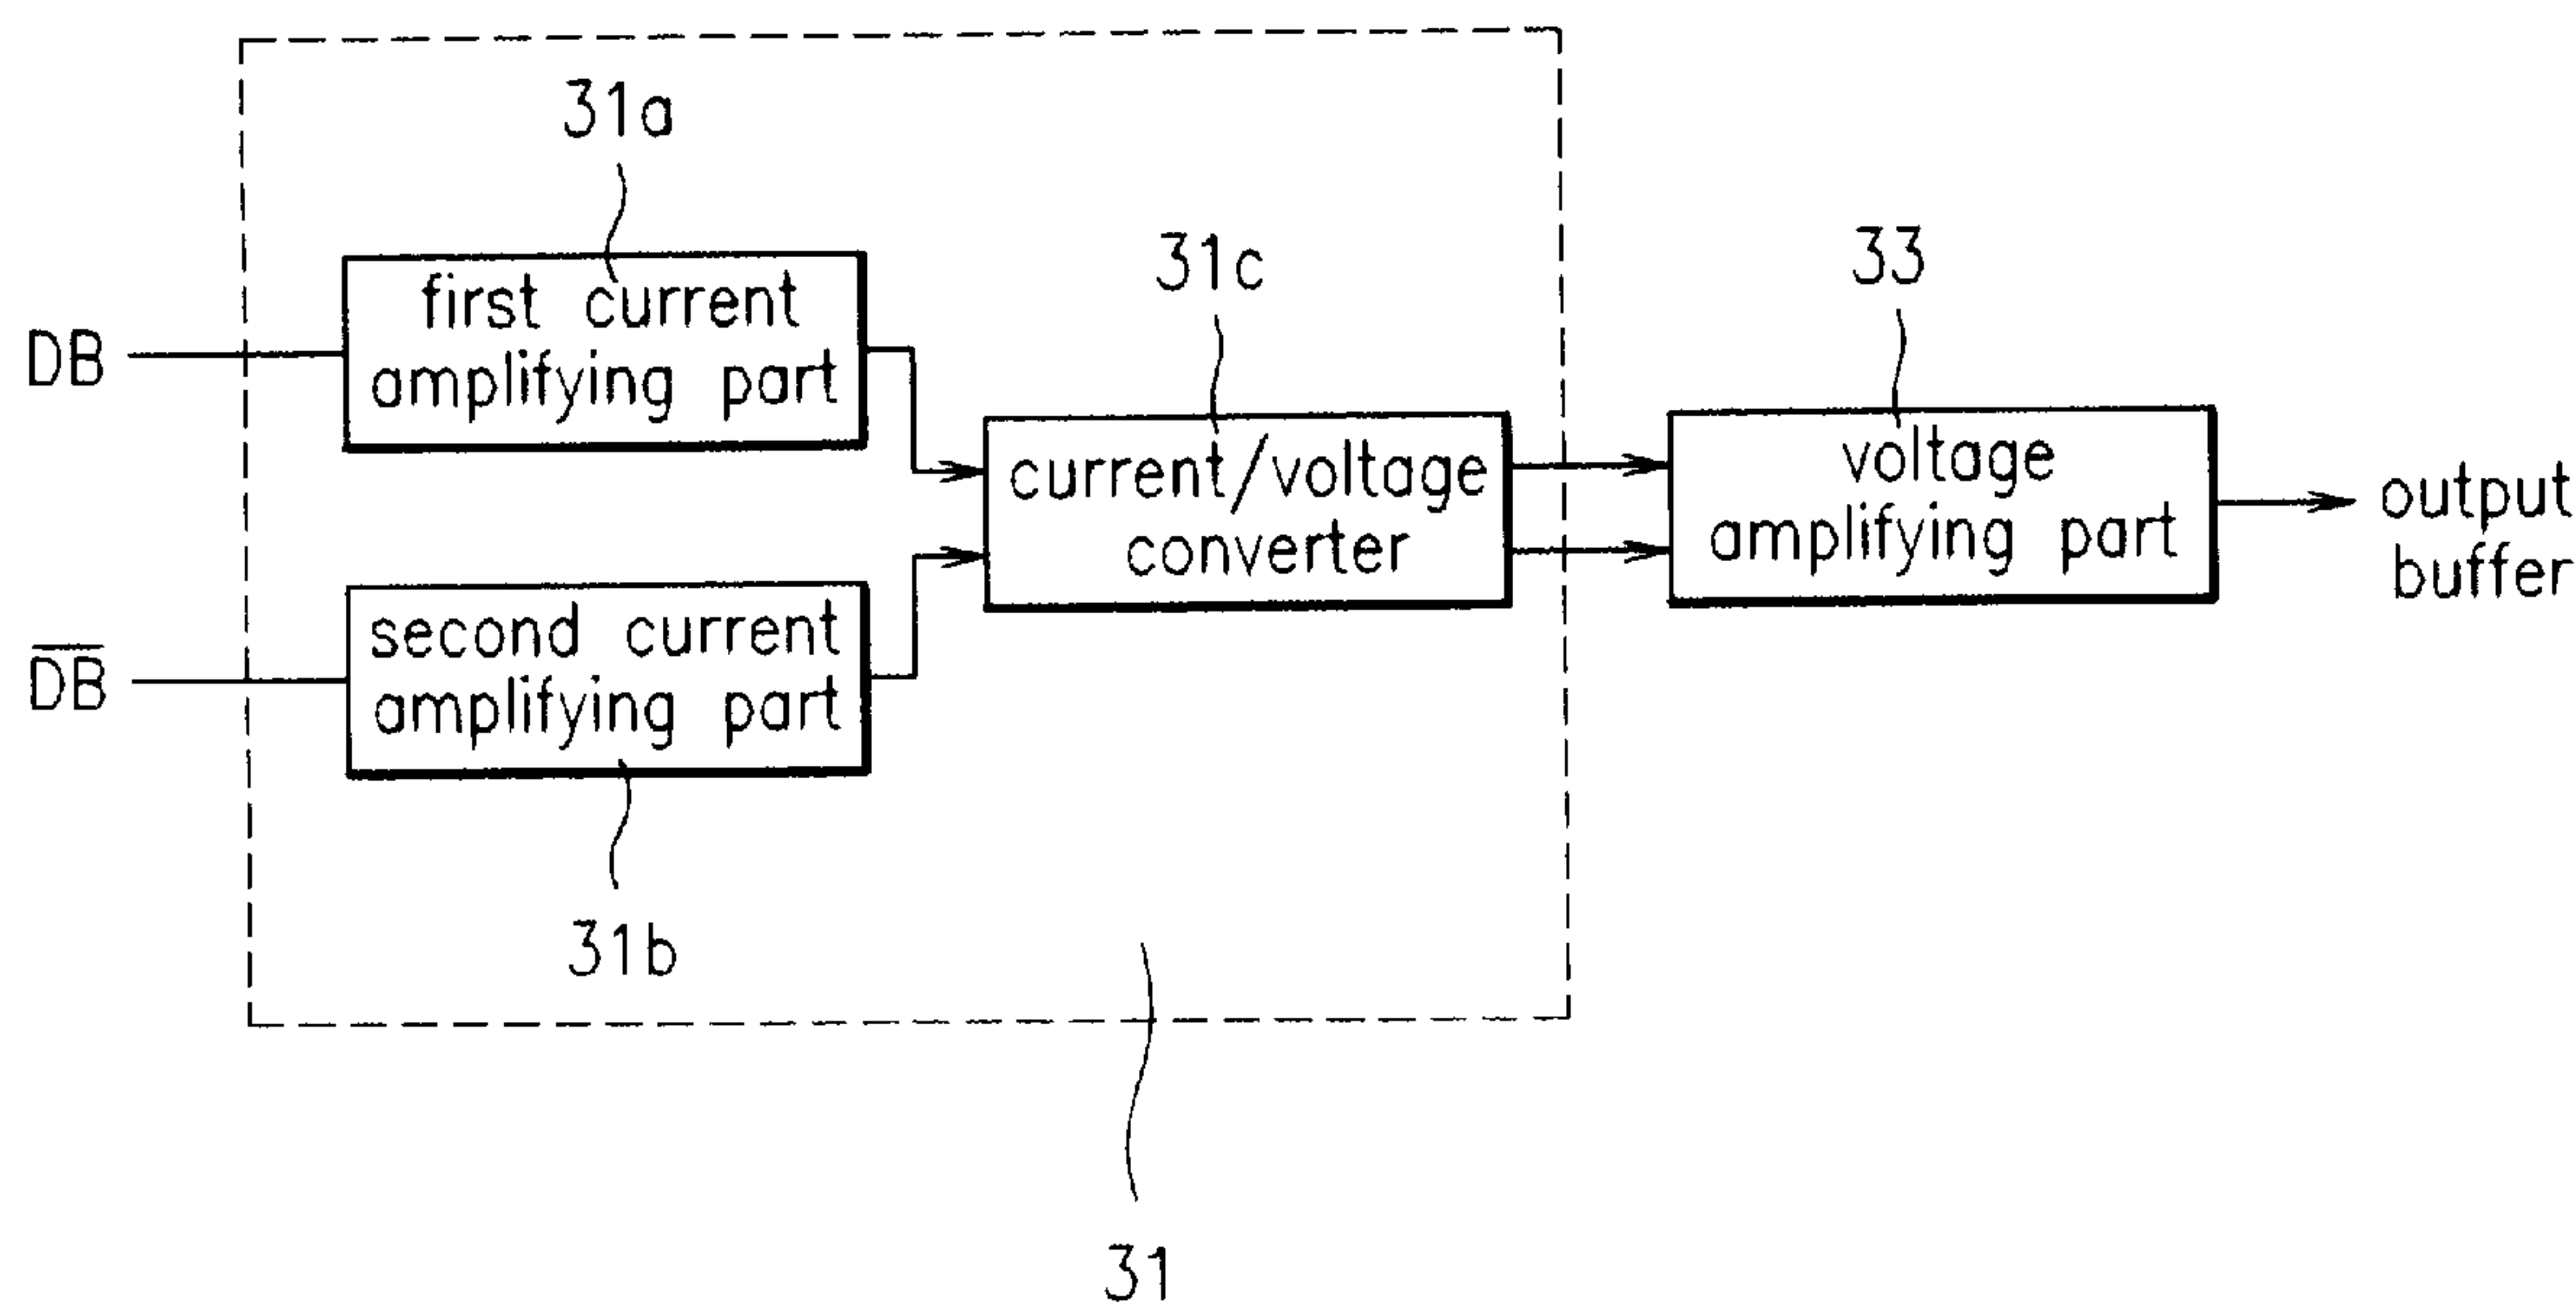 31a
first current
amplifying part
DB
31c
current/voltage
converter
33
voltage
amplifying part
output
buffer
D̅B̅
second current
amplifying part
31b
31